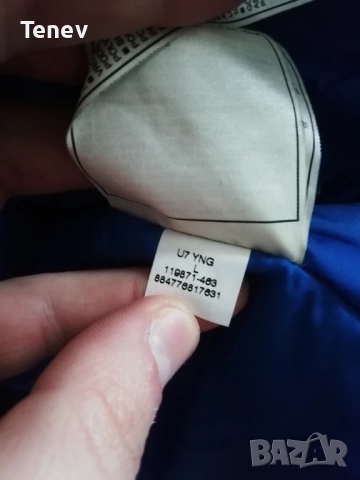 Tenev
U7 YNG
L
119871-463
884776817631
BAZAR